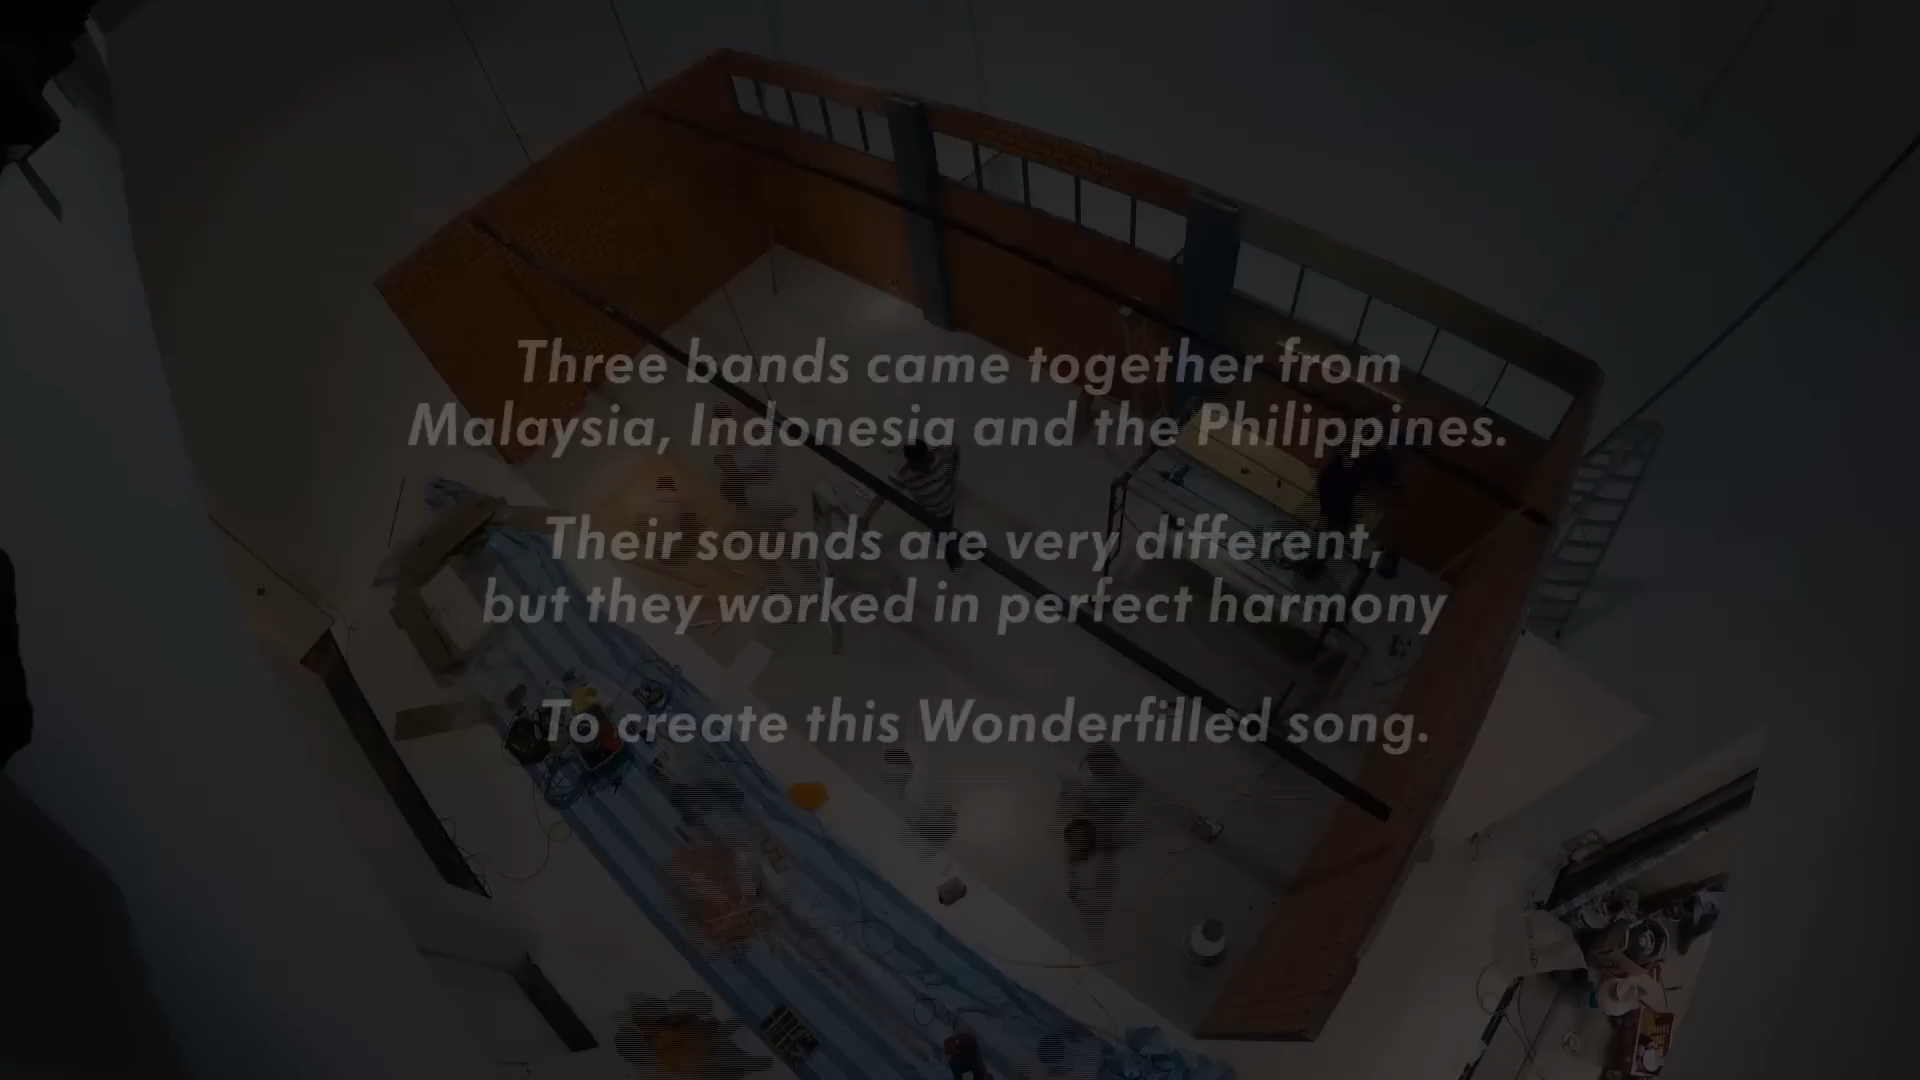 Three bands came together from
Malaysia, Indonesia and the Philippines.
Their sounds are very different,
but they worked in perfect harmony
To create this Wonderfilled song.